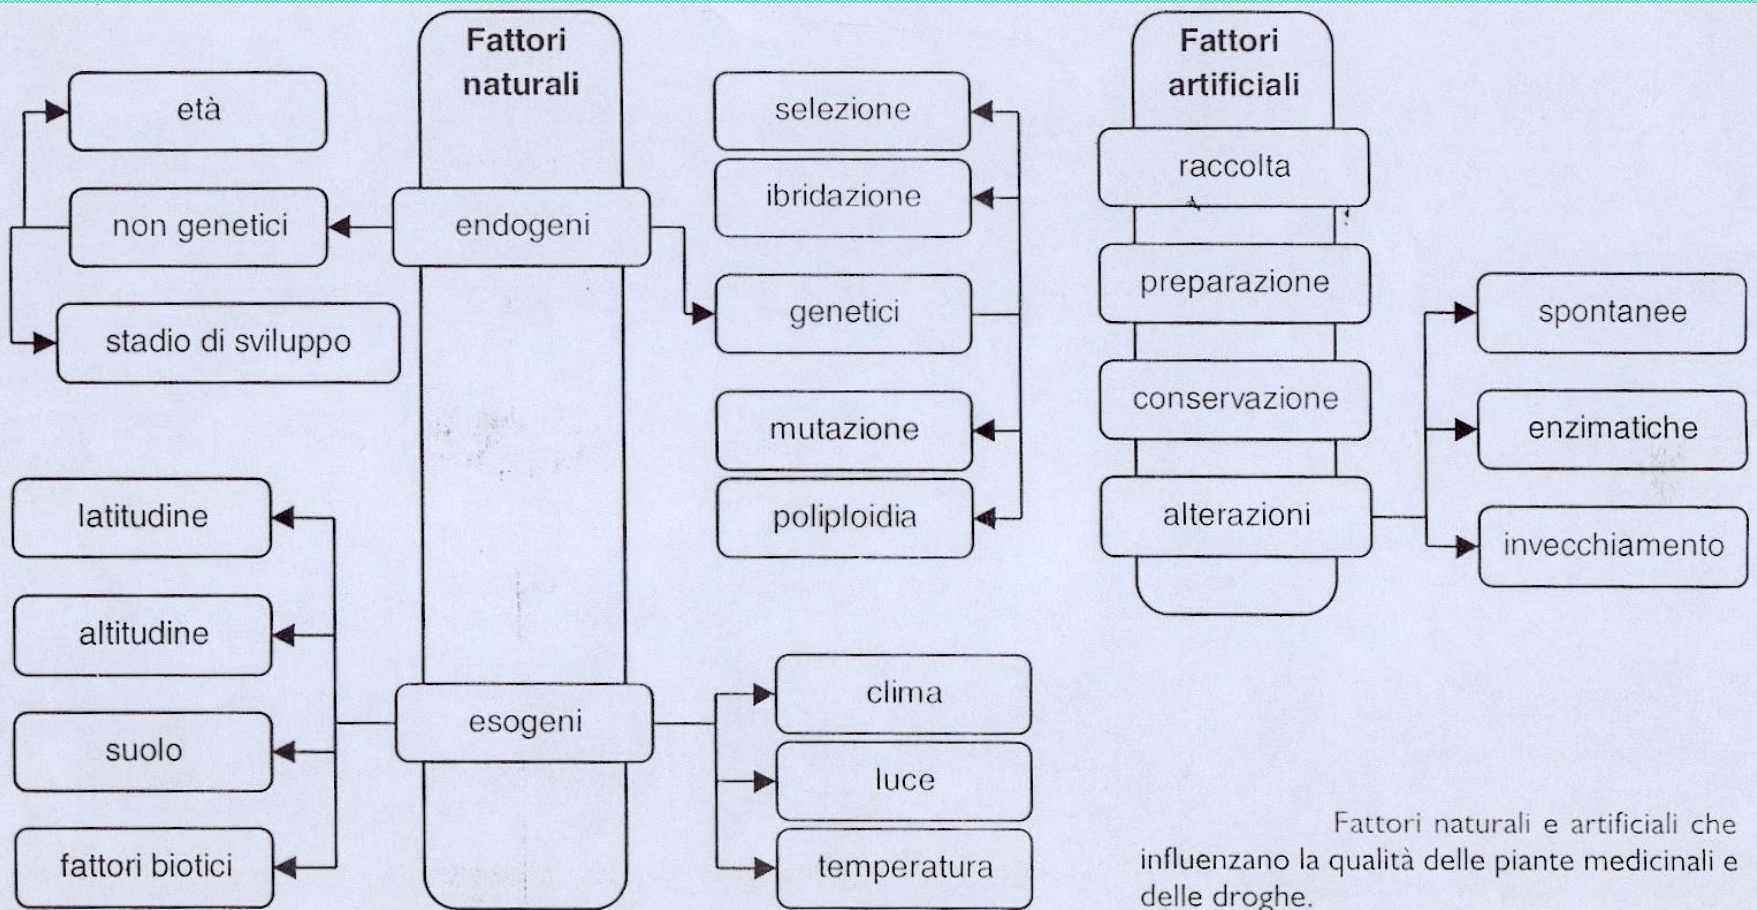 Fattori
naturali
età
non genetici
endogeni
stadio di sviluppo
selezione
ibridazione
genetici
mutazione
poliploidia
latitudine
altitudine
suolo
fattori biotici
esogeni
clima
luce
temperatura
Fattori
artificiali
raccolta
preparazione
conservazione
alterazioni
spontanee
enzimatiche
invecchiamento
Fattori naturali e artificiali che
influenzano la qualità delle piante medicinali e
delle droghe.